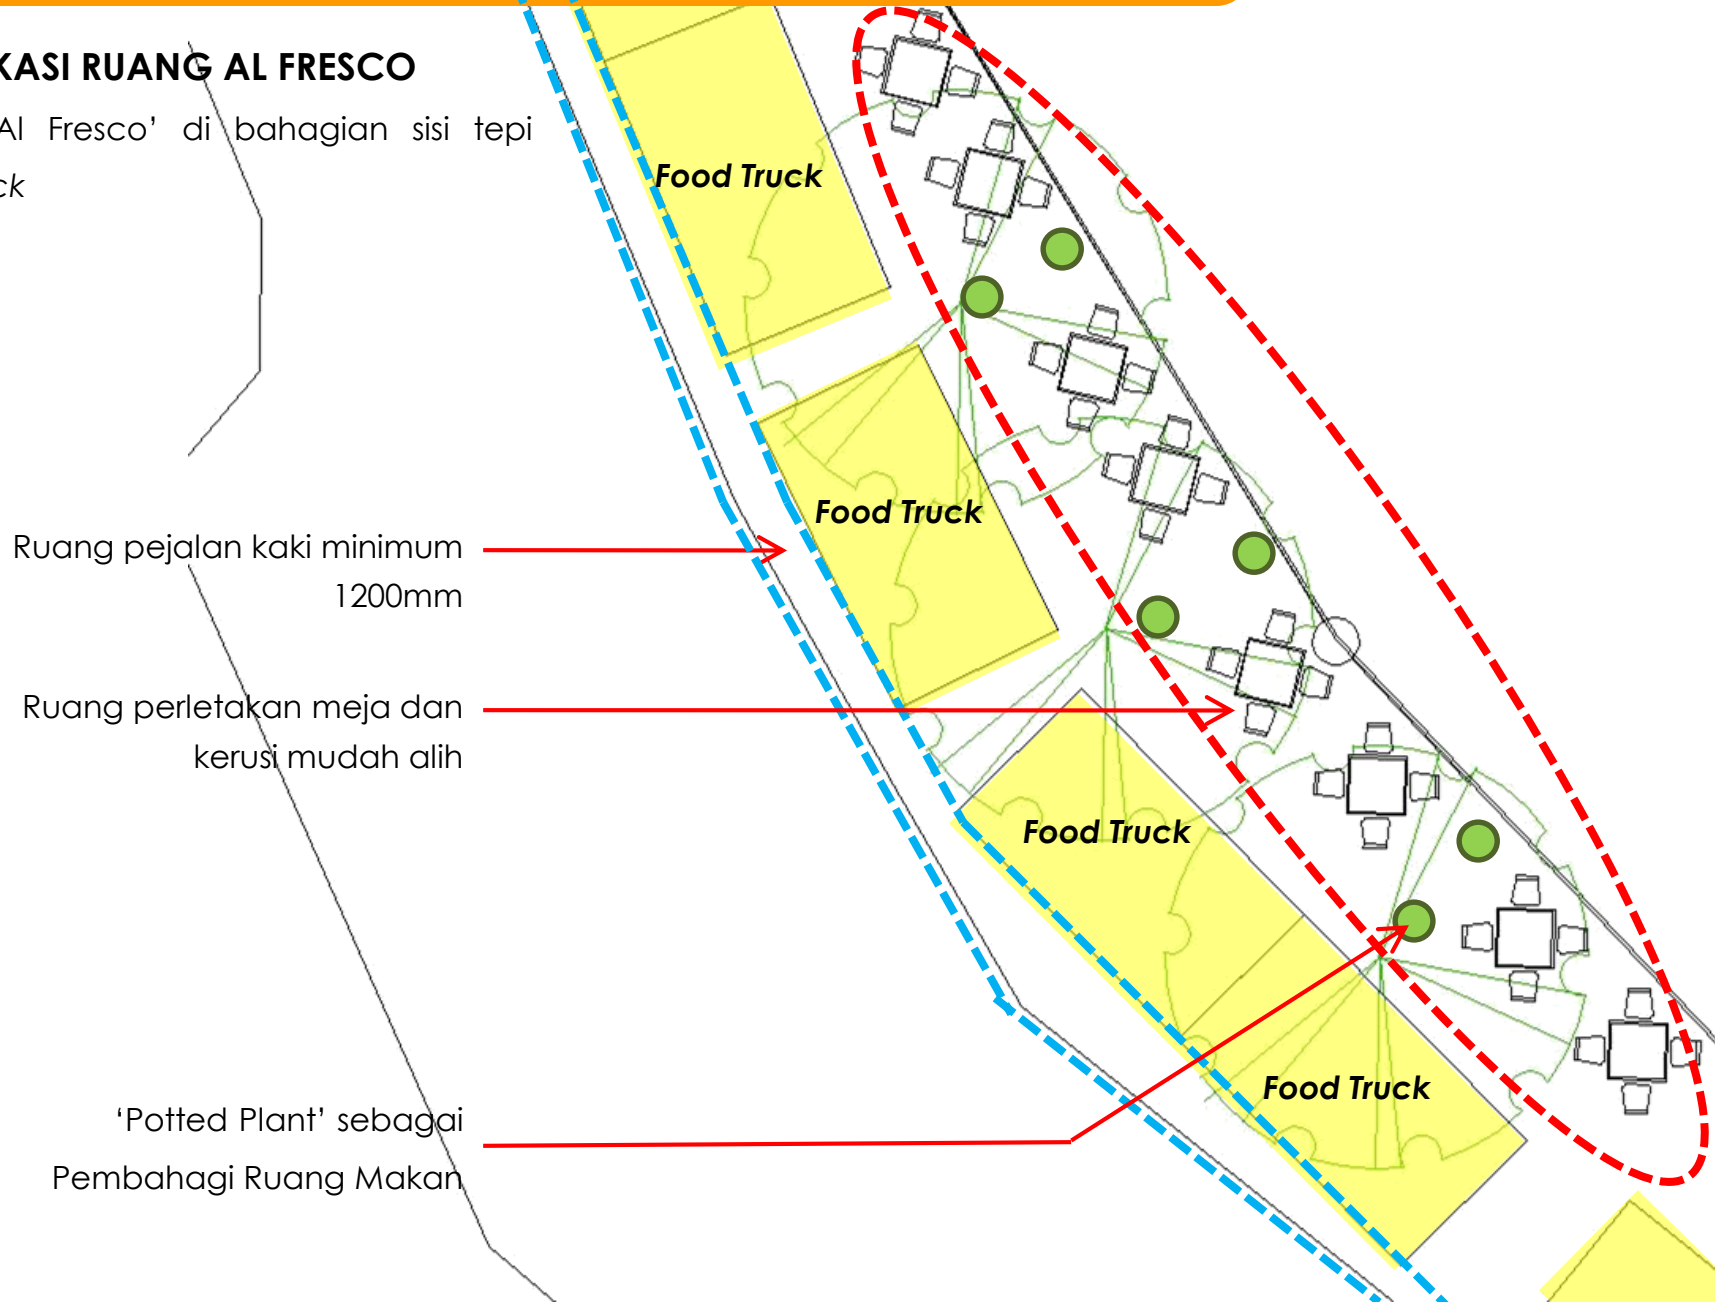 KASI RUANG AL FRESCO
Al Fresco’ di bahagian sisi tepi
ck
Food Truck
Food Truck
Ruang pejalan kaki minimum
1200mm
Ruang perletakan meja dan
kerusi mudah alih
Food Truck
Food Truck
‘Potted Plant’ sebagai
Pembahagi Ruang Makan